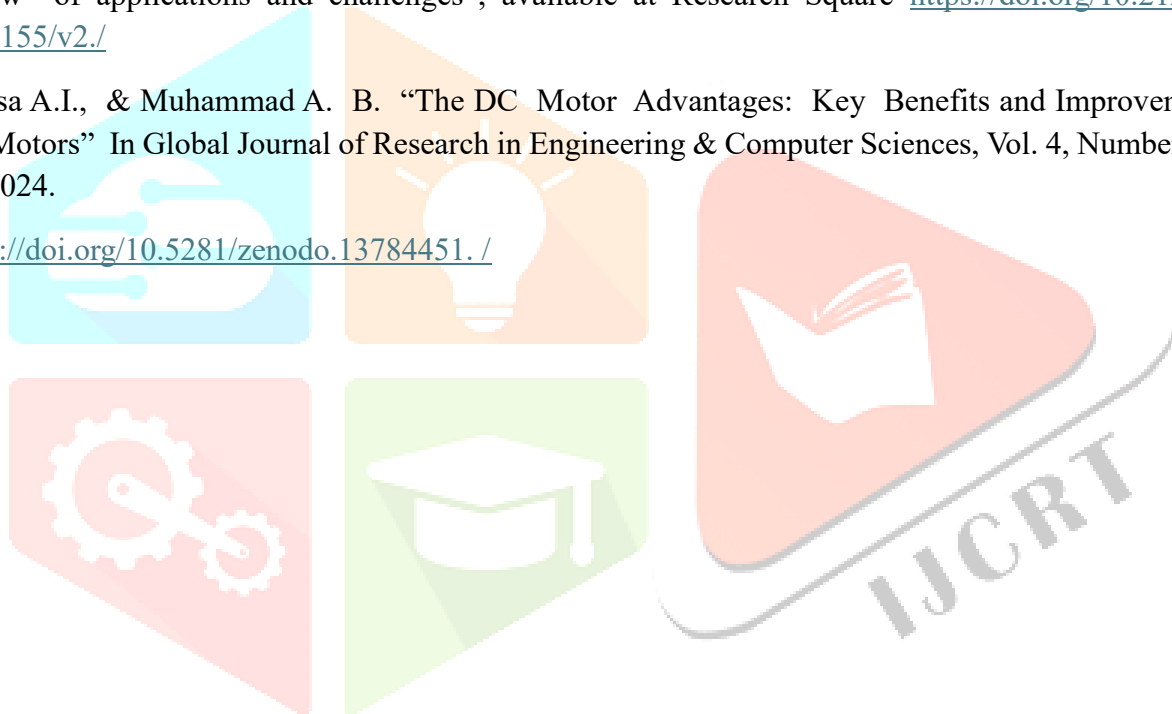 of applications and challenges", available at Research Square https://doi.org/10.21
155/v2./
sa A.I., & Muhammad A. B. “The DC Motor Advantages: Key Benefits and Improve
Motors” In Global Journal of Research in Engineering & Computer Sciences, Vol. 4, Number
024.
://doi.org/10.5281/zenodo.13784451. /
IJCRT